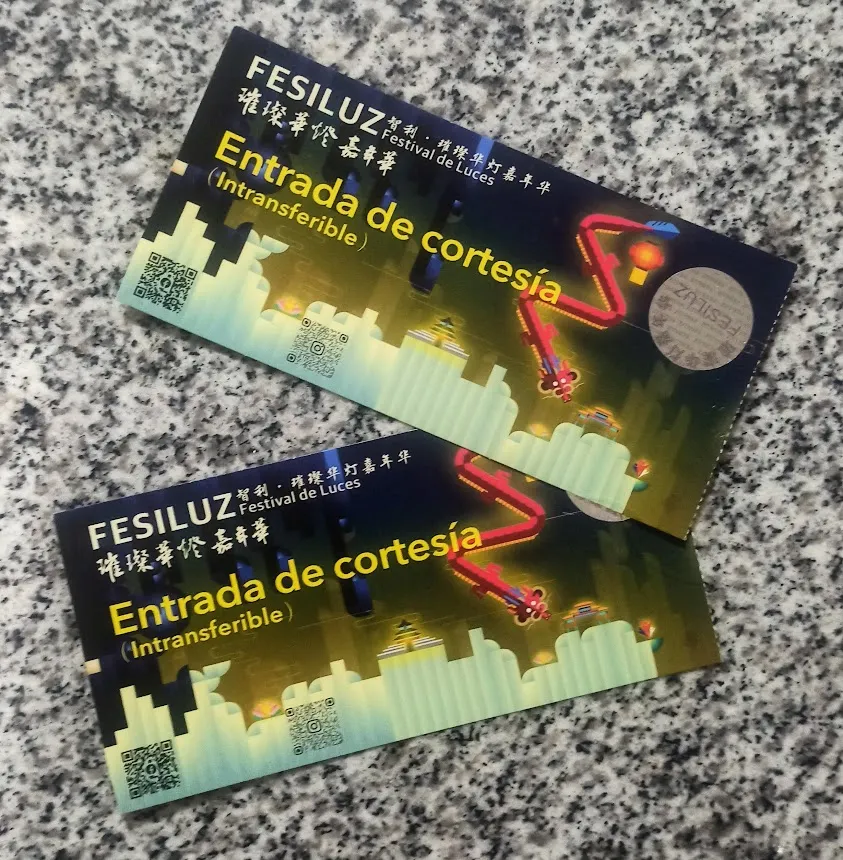 FESILUZ
智利·璀璨华灯嘉年华
Festival de Luces
璀璨華燈嘉年華
Entrada de cortesía
(Intransferible)
FESILUZ
FESILUZ
智利·璀璨华灯嘉年华
Festival de Luces
璀璨華燈嘉年華
Entrada de cortesía
(Intransferible)